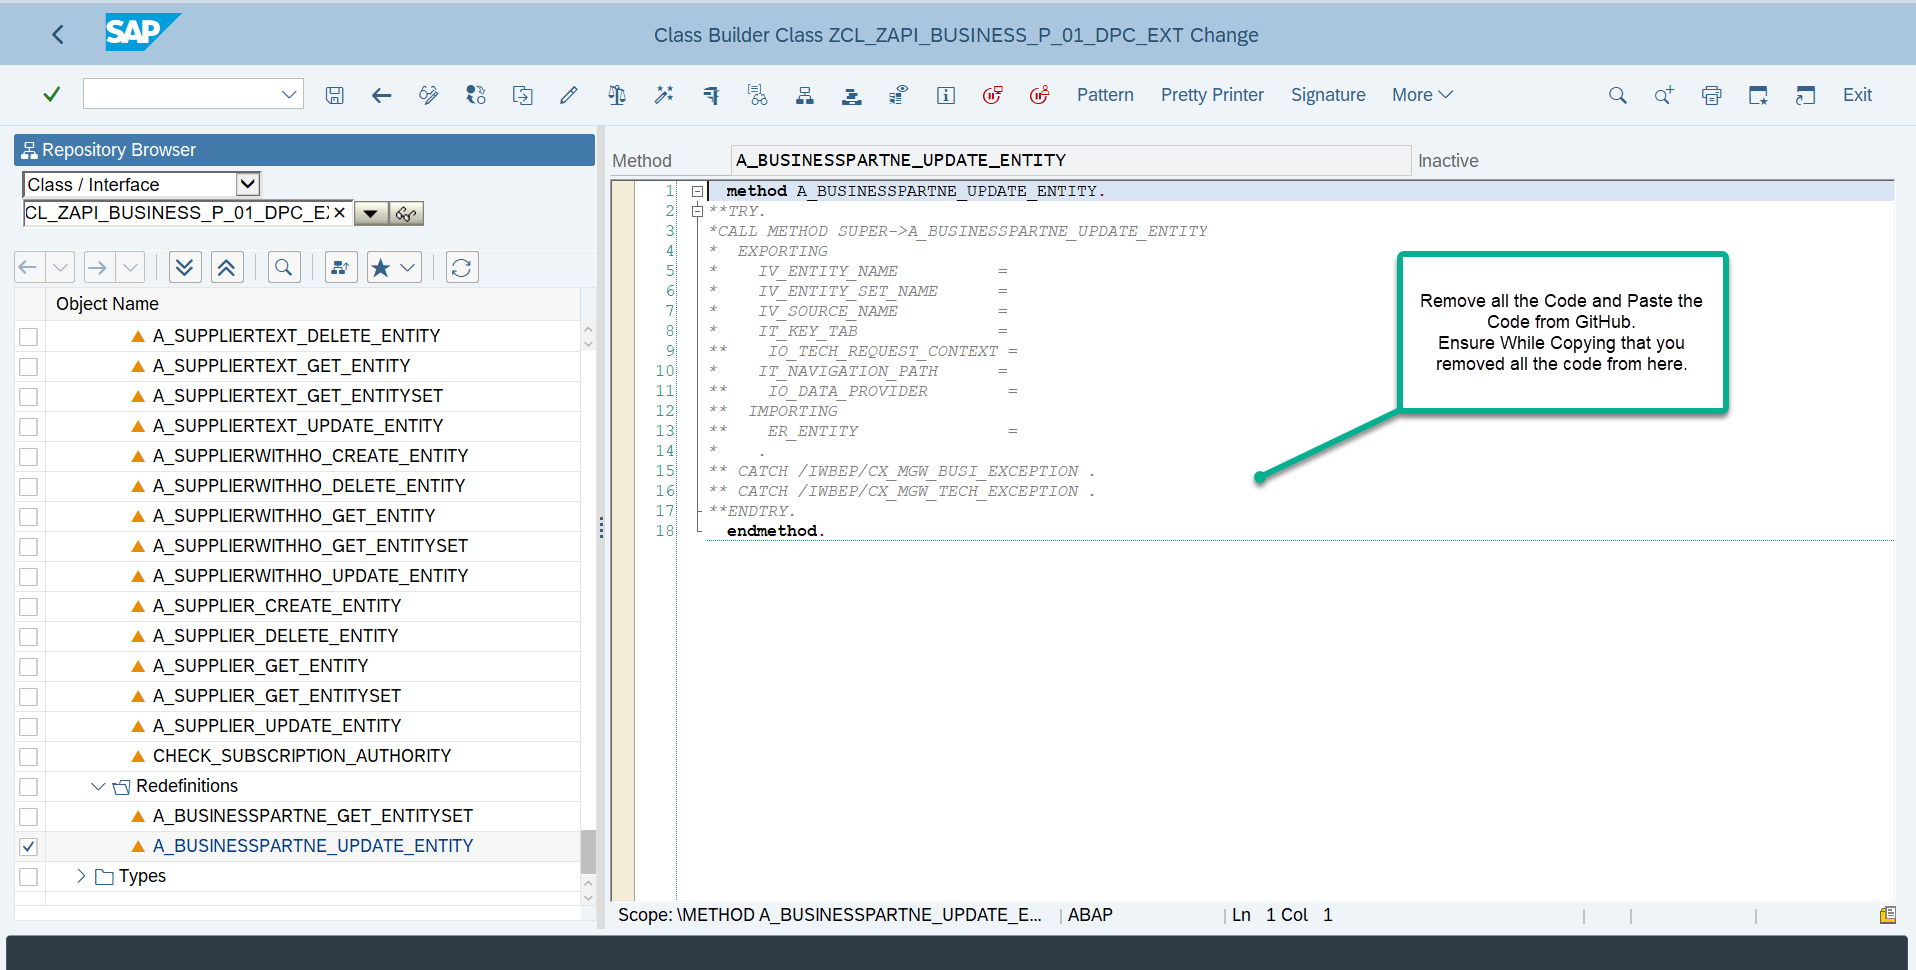 SAP
Class Builder Class ZCL_ZAPI_BUSINESS_P_01_DPC_EXT Change
Pattern
Pretty Printer
Signature
More
Exit
Repository Browser
Class / Interface
CL_ZAPI_BUSINESS_P_01_DPC_EX
Object Name
A_SUPPLIERTEXT_DELETE_ENTITY
A_SUPPLIERTEXT_GET_ENTITY
A_SUPPLIERTEXT_GET_ENTITYSET
A_SUPPLIERTEXT_UPDATE_ENTITY
A_SUPPLIERWITHHO_CREATE_ENTITY
A_SUPPLIERWITHHO_DELETE_ENTITY
A_SUPPLIERWITHHO_GET_ENTITY
A_SUPPLIERWITHHO_GET_ENTITYSET
A_SUPPLIERWITHHO_UPDATE_ENTITY
A_SUPPLIER_CREATE_ENTITY
A_SUPPLIER_DELETE_ENTITY
A_SUPPLIER_GET_ENTITY
A_SUPPLIER_GET_ENTITYSET
A_SUPPLIER_UPDATE_ENTITY
CHECK_SUBSCRIPTION_AUTHORITY
Redefinitions
A_BUSINESSPARTNE_GET_ENTITYSET
A_BUSINESSPARTNE_UPDATE_ENTITY
Types
Method A_BUSINESSPARTNE_UPDATE_ENTITY Inactive
1 method A_BUSINESSPARTNE_UPDATE_ENTITY.
2 **TRY.
3 *CALL METHOD SUPER->A_BUSINESSPARTNE_UPDATE_ENTITY
4 *  EXPORTING
5 *    IV_ENTITY_NAME          =
6 *    IV_ENTITY_SET_NAME      =
7 *    IV_SOURCE_NAME          =
8 *    IT_KEY_TAB              =
9 **    IO_TECH_REQUEST_CONTEXT =
10 *    IT_NAVIGATION_PATH      =
11 **    IO_DATA_PROVIDER        =
12 **  IMPORTING
13 **    ER_ENTITY               =
14 *    .
15 ** CATCH /IWBEP/CX_MGW_BUSI_EXCEPTION .
16 ** CATCH /IWBEP/CX_MGW_TECH_EXCEPTION .
17 **ENDTRY.
18 endmethod.
Remove all the Code and Paste the
Code from GitHub.
Ensure While Copying that you
removed all the code from here.
Scope: \METHOD A_BUSINESSPARTNE_UPDATE_E... ABAP Ln 1 Col 1